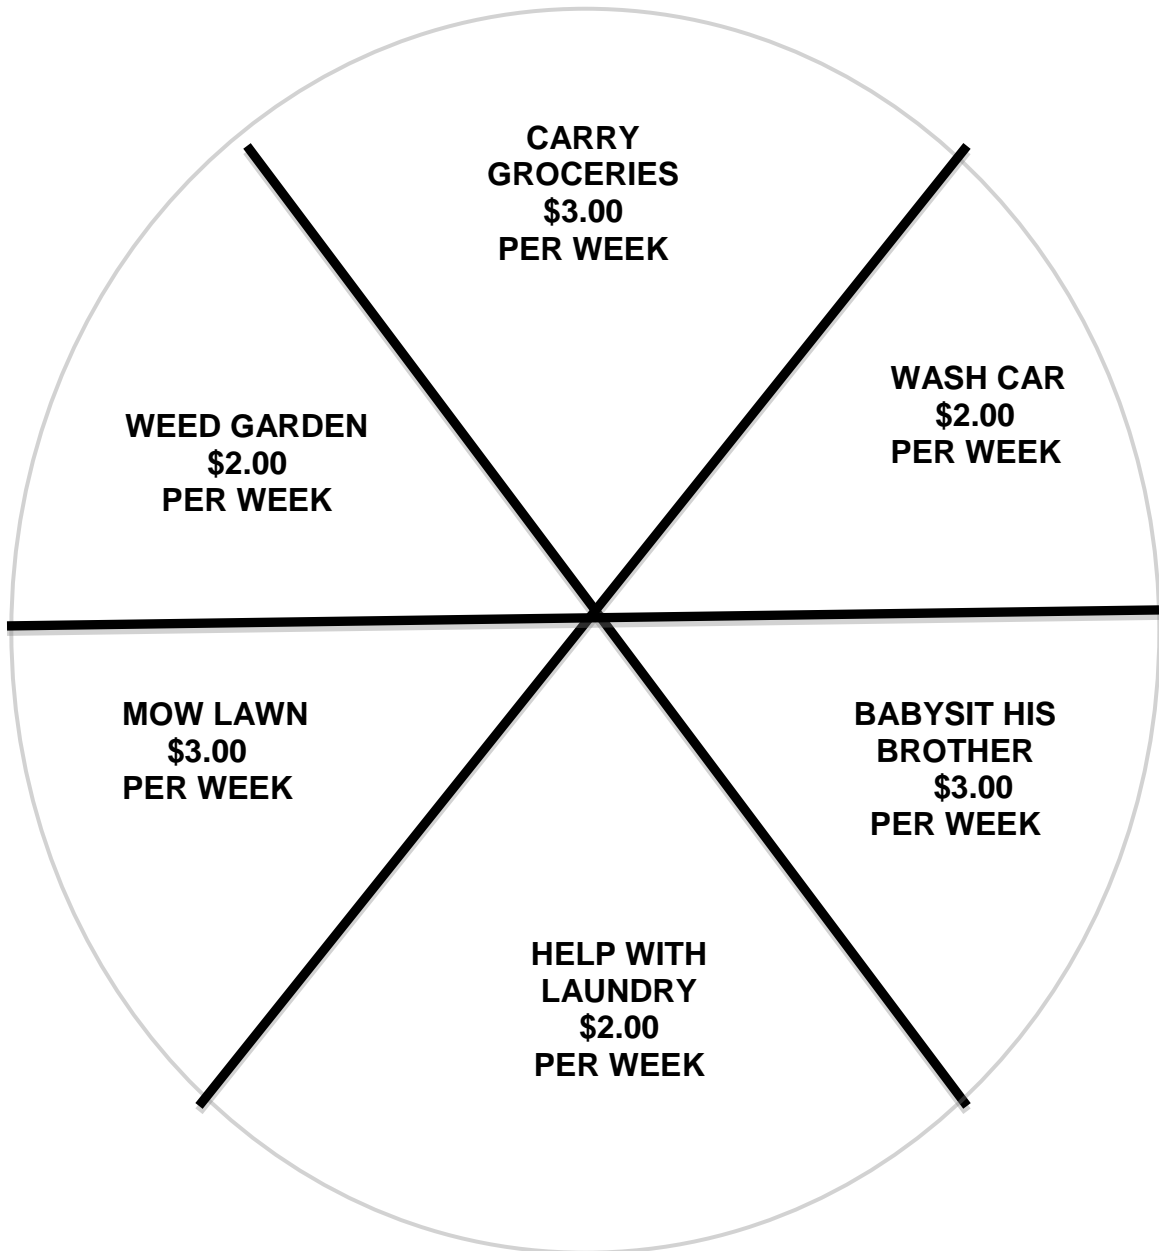 CARRY
GROCERIES
$3.00
PER WEEK
WASH CAR
$2.00
PER WEEK
WEED GARDEN
$2.00
PER WEEK
MOW LAWN
$3.00
PER WEEK
BABYSIT HIS
BROTHER
$3.00
PER WEEK
HELP WITH
LAUNDRY
$2.00
PER WEEK